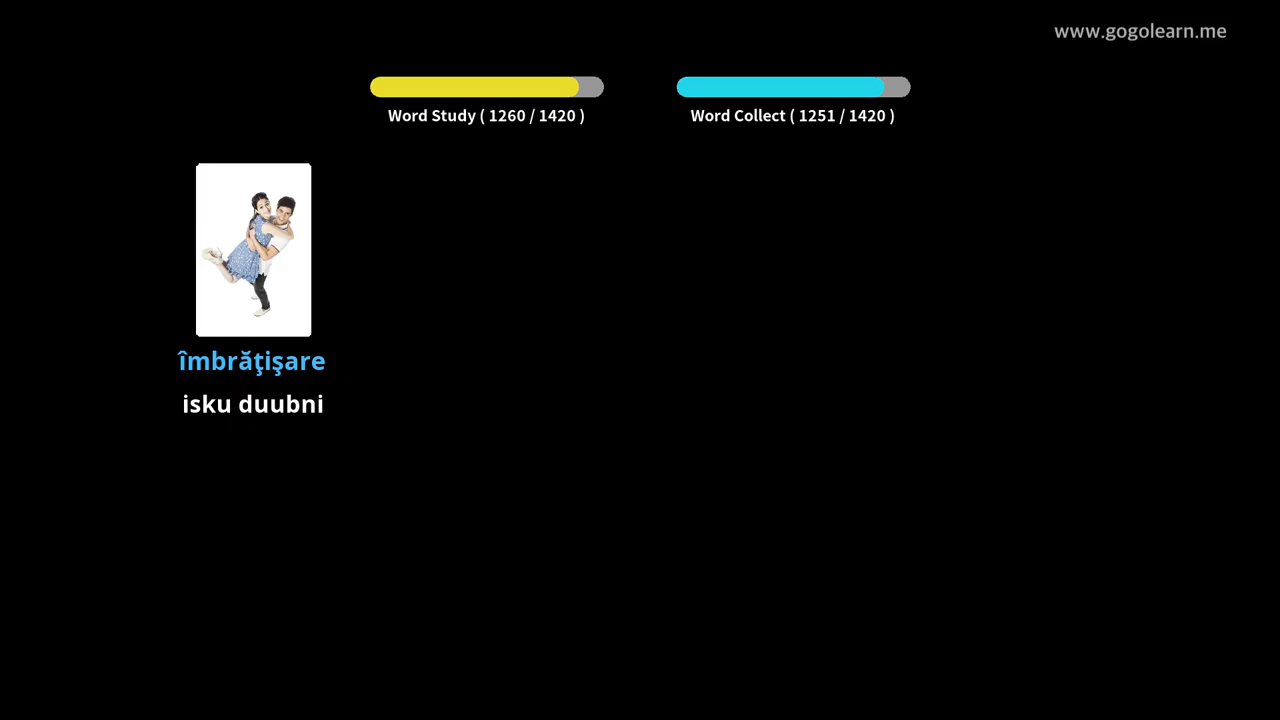 www.gogolearn.me
Word Study ( 1260 / 1420 )
Word Collect ( 1251 / 1420 )
îmbrăţişare
isku duubni